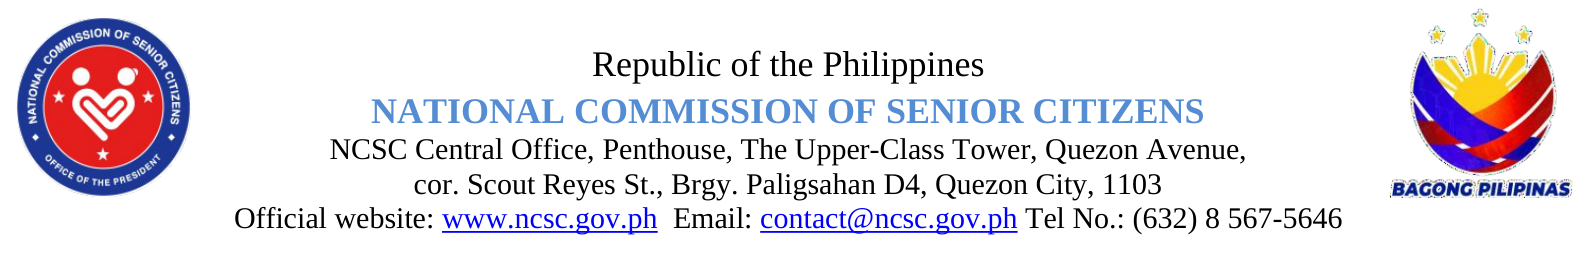 NATIONAL COMMISSION OF SENIOR CITIZENS
OFFICE OF THE PRESIDENT
Republic of the Philippines
NATIONAL COMMISSION OF SENIOR CITIZENS
NCSC Central Office, Penthouse, The Upper-Class Tower, Quezon Avenue,
cor. Scout Reyes St., Brgy. Paligsahan D4, Quezon City, 1103
Official website: www.ncsc.gov.ph  Email: contact@ncsc.gov.ph Tel No.: (632) 8 567-5646
BAGONG PILIPINAS